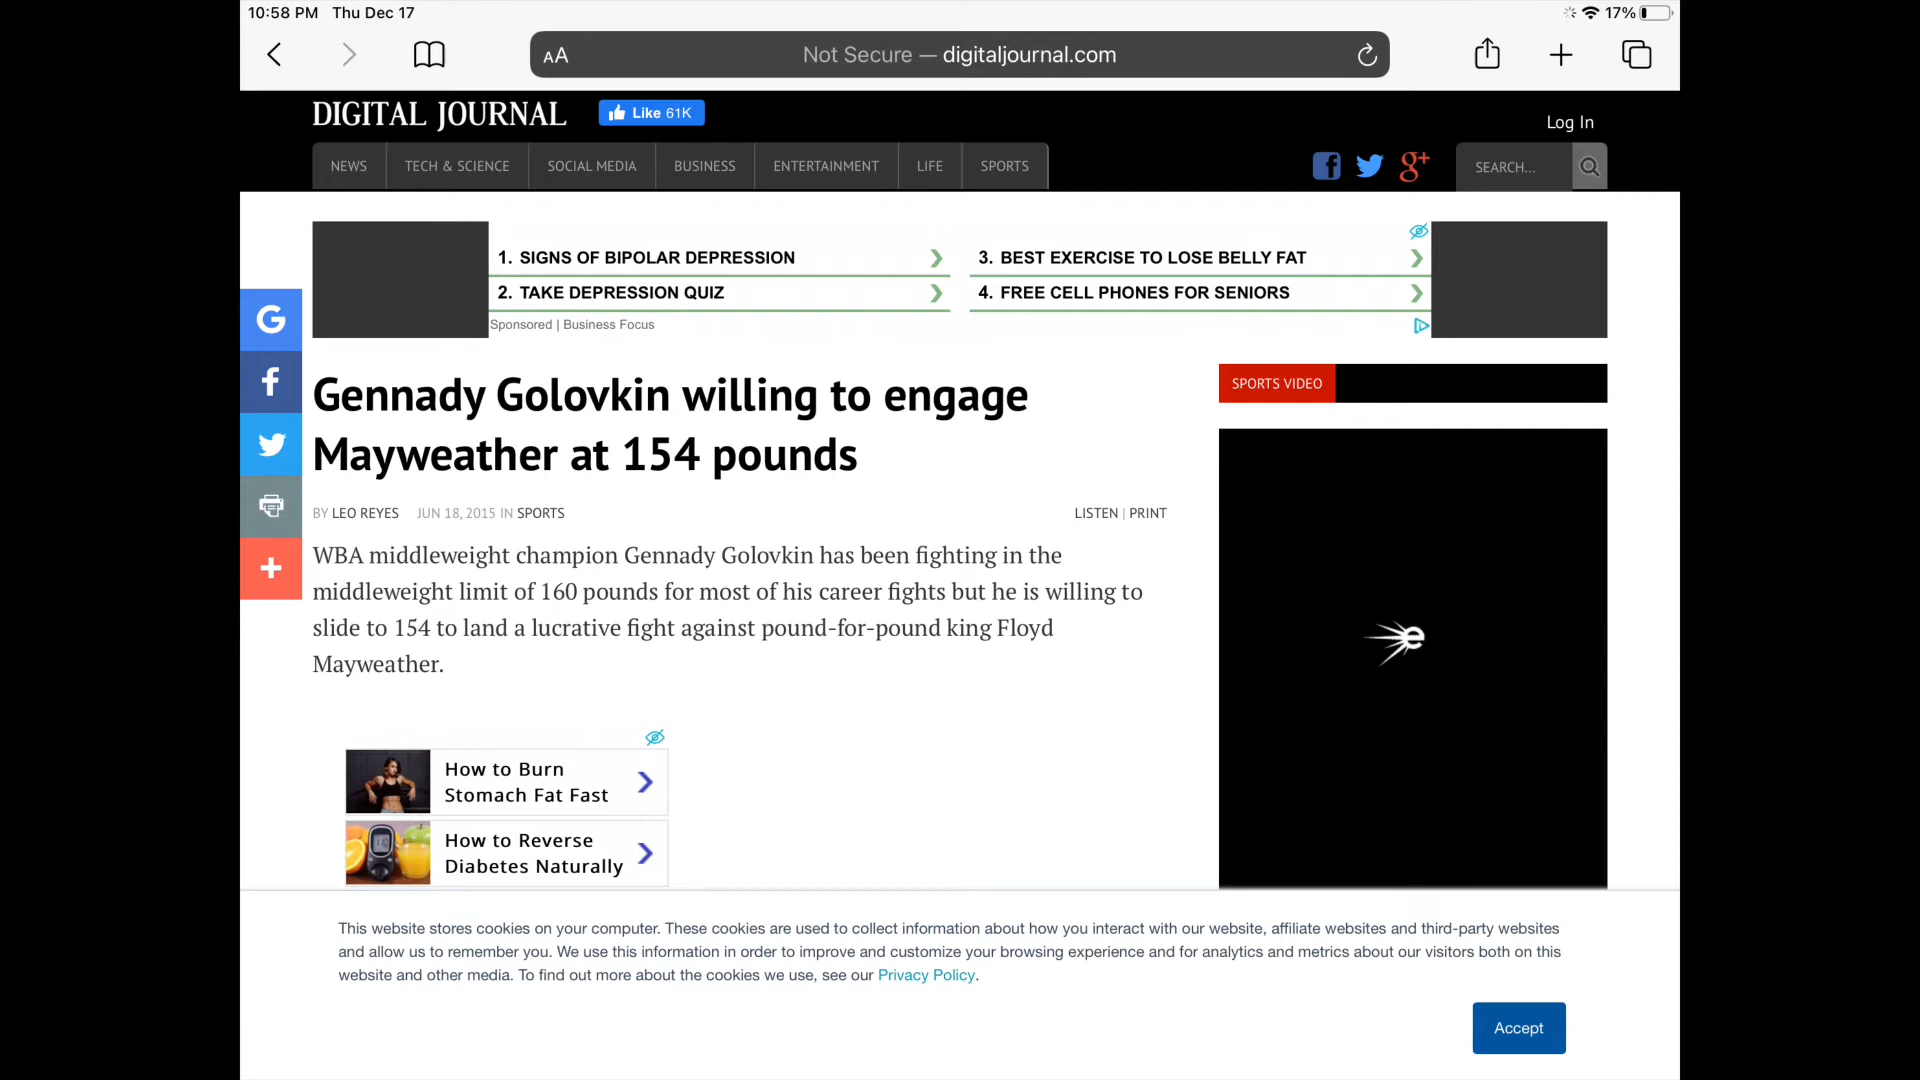 10:58 PM Thu Dec 17
17%
AA
Not Secure — digitaljournal.com
DIGITAL JOURNAL
Like 61K
Log In
NEWS
TECH & SCIENCE
SOCIAL MEDIA
BUSINESS
ENTERTAINMENT
LIFE
SPORTS
f
g+
SEARCH...
1. SIGNS OF BIPOLAR DEPRESSION
2. TAKE DEPRESSION QUIZ
3. BEST EXERCISE TO LOSE BELLY FAT
4. FREE CELL PHONES FOR SENIORS
Sponsored | Business Focus
G
f
Gennady Golovkin willing to engage
Mayweather at 154 pounds
BY LEO REYES JUN 18, 2015 IN SPORTS
LISTEN | PRINT
WBA middleweight champion Gennady Golovkin has been fighting in the
middleweight limit of 160 pounds for most of his career fights but he is willing to
slide to 154 to land a lucrative fight against pound-for-pound king Floyd
Mayweather.
SPORTS VIDEO
e
How to Burn
Stomach Fat Fast
How to Reverse
Diabetes Naturally
This website stores cookies on your computer. These cookies are used to collect information about how you interact with our website, affiliate websites and third-party websites
and allow us to remember you. We use this information in order to improve and customize your browsing experience and for analytics and metrics about our visitors both on this
website and other media. To find out more about the cookies we use, see our Privacy Policy.
Accept